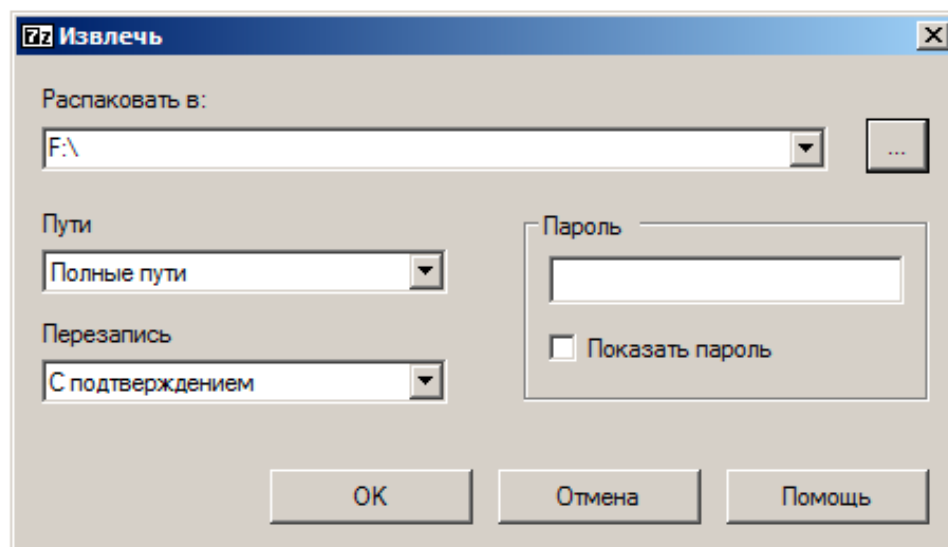 7z Извлечь
Распаковать в:
F:\
...
Пути
Полные пути
Перезапись
С подтверждением
Пароль
Показать пароль
OK
Отмена
Помощь